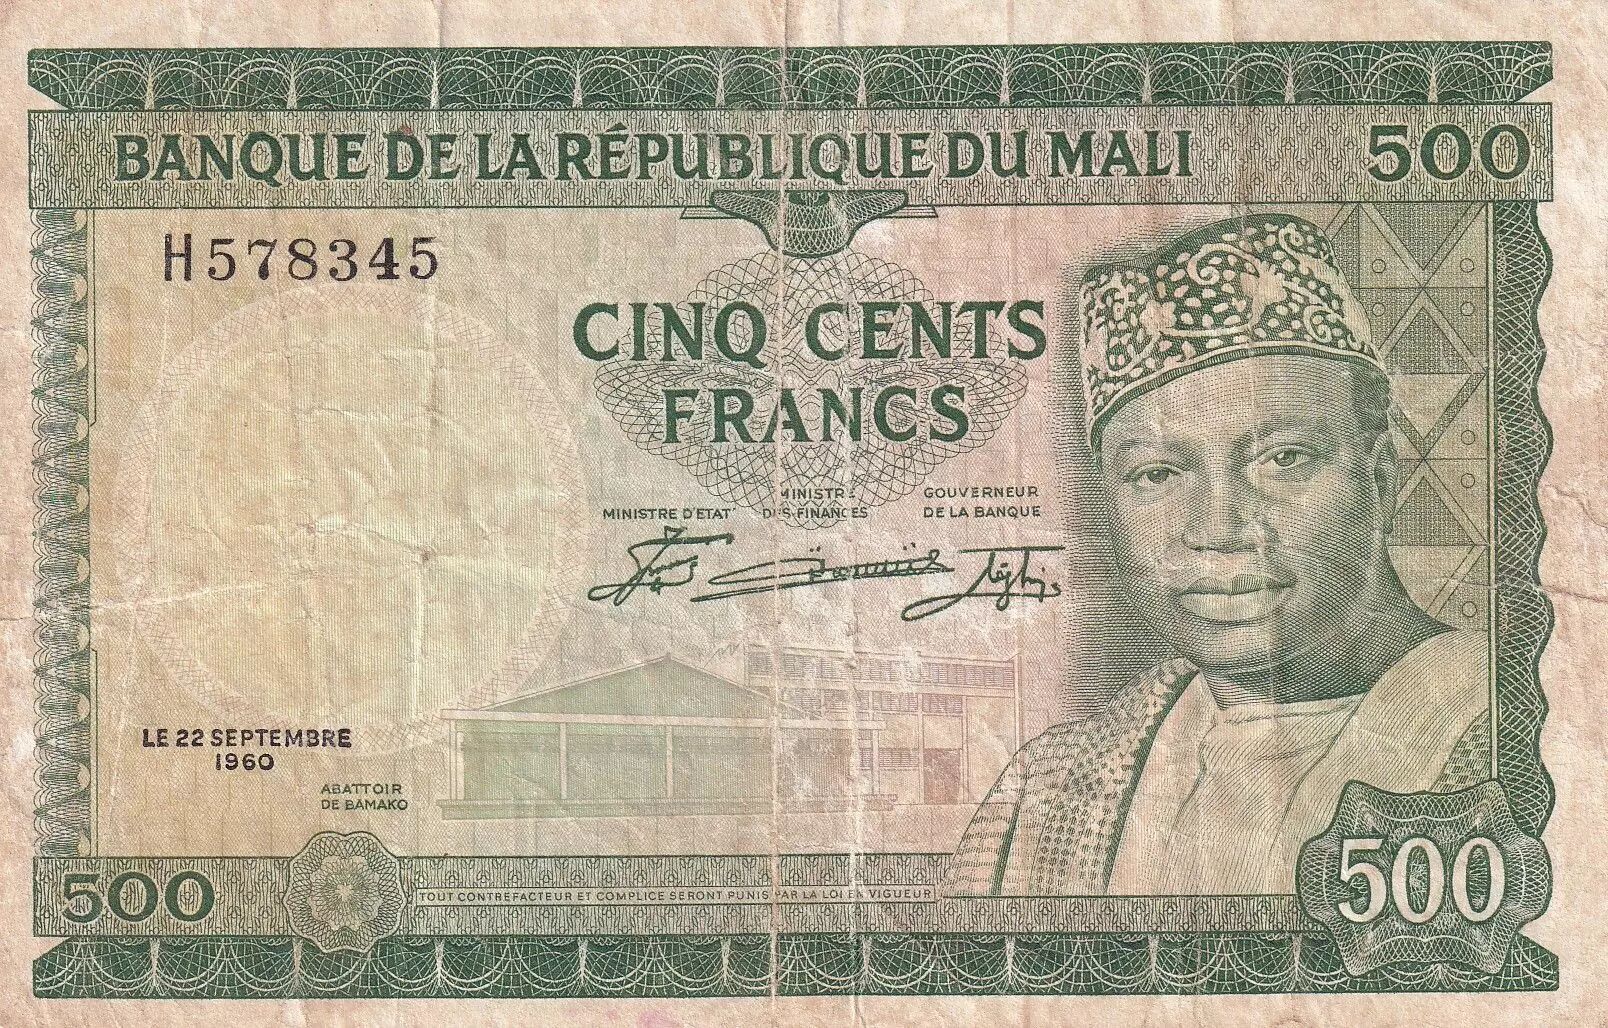 BANQUE DE LA RÉPUBLIQUE DU MALI 500
H578345
CINQ CENTS
FRANCS
MINISTRE D'ETAT
MINISTRE
DES FINANCES
GOUVERNEUR
DE LA BANQUE
LE 22 SEPTEMBRE
1960
ABATTOIR
DE BAMAKO
500
TOUT CONTREFACTEUR ET COMPLICE SERONT PUNIS PAR LA LOI EN VIGUEUR
500